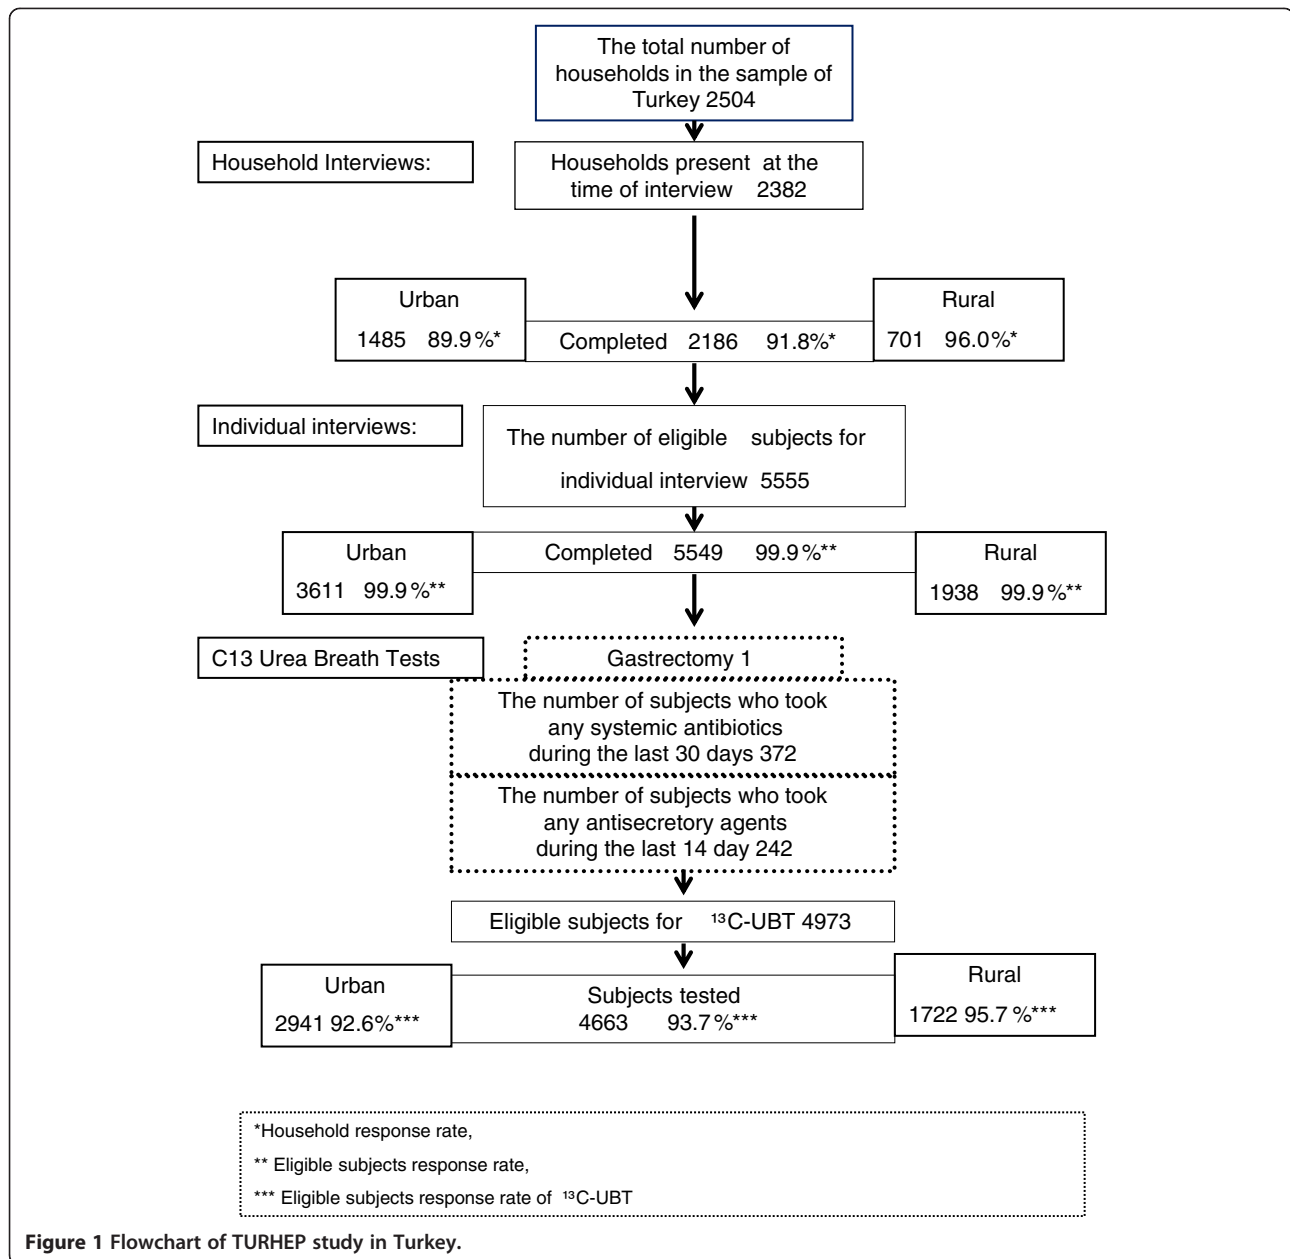 The total number of
households in the sample of
Turkey 2504
Household Interviews:
Households present at the
time of interview 2382
Urban
1485 89.9%*
Completed 2186 91.8%*
Rural
701 96.0%*
Individual interviews:
The number of eligible subjects for
individual interview 5555
Urban
3611 99.9%**
Completed 5549 99.9%**
Rural
1938 99.9%**
C13 Urea Breath Tests
Gastrectomy 1
The number of subjects who took
any systemic antibiotics
during the last 30 days 372
The number of subjects who took
any antisecretory agents
during the last 14 day 242
Eligible subjects for ¹³C-UBT 4973
Urban
2941 92.6%***
Subjects tested
4663 93.7%***
Rural
1722 95.7%***
*Household response rate,
** Eligible subjects response rate,
*** Eligible subjects response rate of ¹³C-UBT
Figure 1 Flowchart of TURHEP study in Turkey.